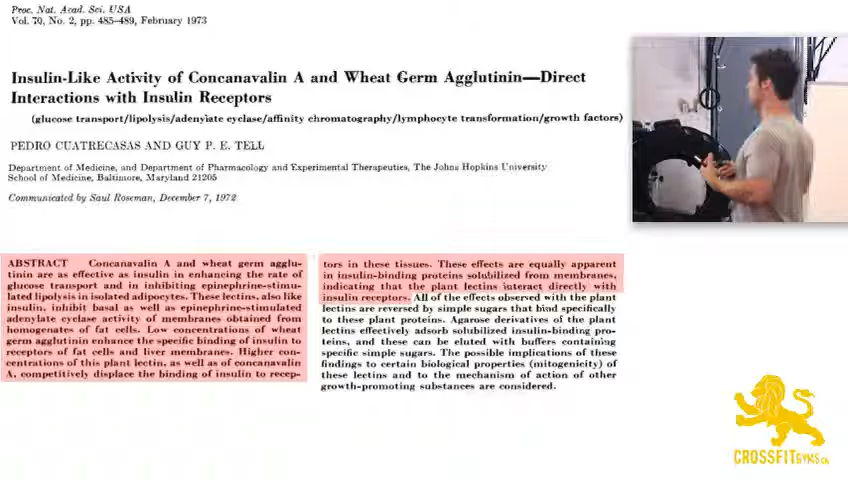 Proc. Nat. Acad. Sci. USA
Vol. 70, No. 2, pp. 485–489, February 1973
Insulin-Like Activity of Concanavalin A and Wheat Germ Agglutinin—Direct
Interactions with Insulin Receptors
(glucose transport/lipolysis/adenylate cyclase/affinity chromatography/lymphocyte transformation/growth factors)
PEDRO CUATRECASAS AND GUY P. E. TELL
Department of Medicine, and Department of Pharmacology and Experimental Therapeutics, The Johns Hopkins University
School of Medicine, Baltimore, Maryland 21205
Communicated by Saul Roseman, December 7, 1972
ABSTRACT Concanavalin A and wheat germ agglu-
tinin are as effective as insulin in enhancing the rate of
glucose transport and in inhibiting epinephrine-stimu-
lated lipolysis in isolated adipocytes. These lectins, also like
insulin, inhibit basal as well as epinephrine-stimulated
adenylate cyclase activity of membranes obtained from
homogenates of fat cells. Low concentrations of wheat
germ agglutinin enhance the specific binding of insulin to
receptors of fat cells and liver membranes. Higher con-
centrations of this plant lectin, as well as of concanavalin
A, competitively displace the binding of insulin to recep-
tors in these tissues. These effects are equally apparent
in insulin-binding proteins solubilized from membranes,
indicating that the plant lectins interact directly with
insulin receptors. All of the effects observed with the plant
lectins are reversed by simple sugars that bind specifically
to these plant proteins. Agarose derivatives of the plant
lectins effectively adsorb solubilized insulin-binding pro-
teins, and these can be eluted with buffers containing
specific simple sugars. The possible implications of these
findings to certain biological properties (mitogenicity) of
these lectins and to the mechanism of action of other
growth-promoting substances are considered.
CROSSFITGYMS.CA